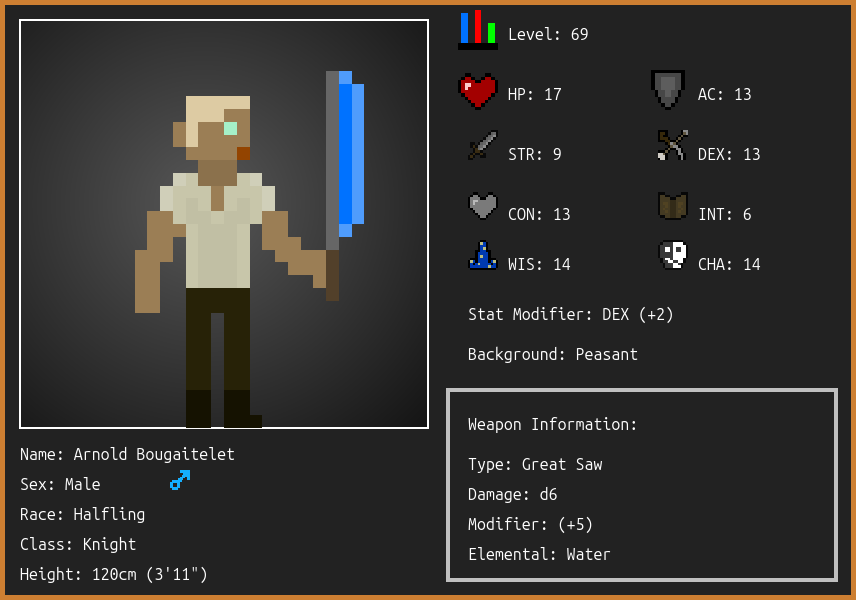 Level: 69
HP: 17
AC: 13
STR: 9
DEX: 13
CON: 13
INT: 6
WIS: 14
CHA: 14
Stat Modifier: DEX (+2)
Background: Peasant
Name: Arnold Bougaitelet
Sex: Male
Race: Halfling
Class: Knight
Height: 120cm (3'11")
Weapon Information:
Type: Great Saw
Damage: d6
Modifier: (+5)
Elemental: Water